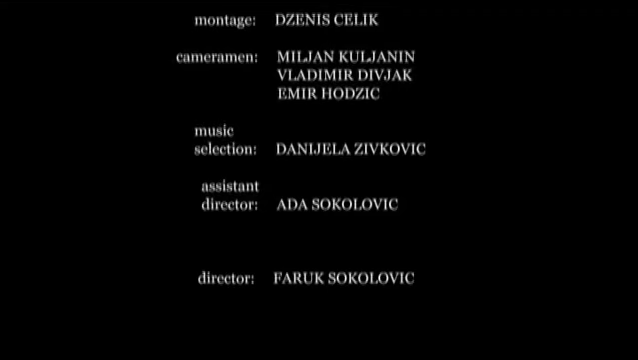 montage: DZENIS CELIK
cameramen: MILJAN KULJANIN
VLADIMIR DIVJAK
EMIR HODZIC
music
selection: DANIJELA ZIVKOVIC
assistant
director: ADA SOKOLOVIC
director: FARUK SOKOLOVIC